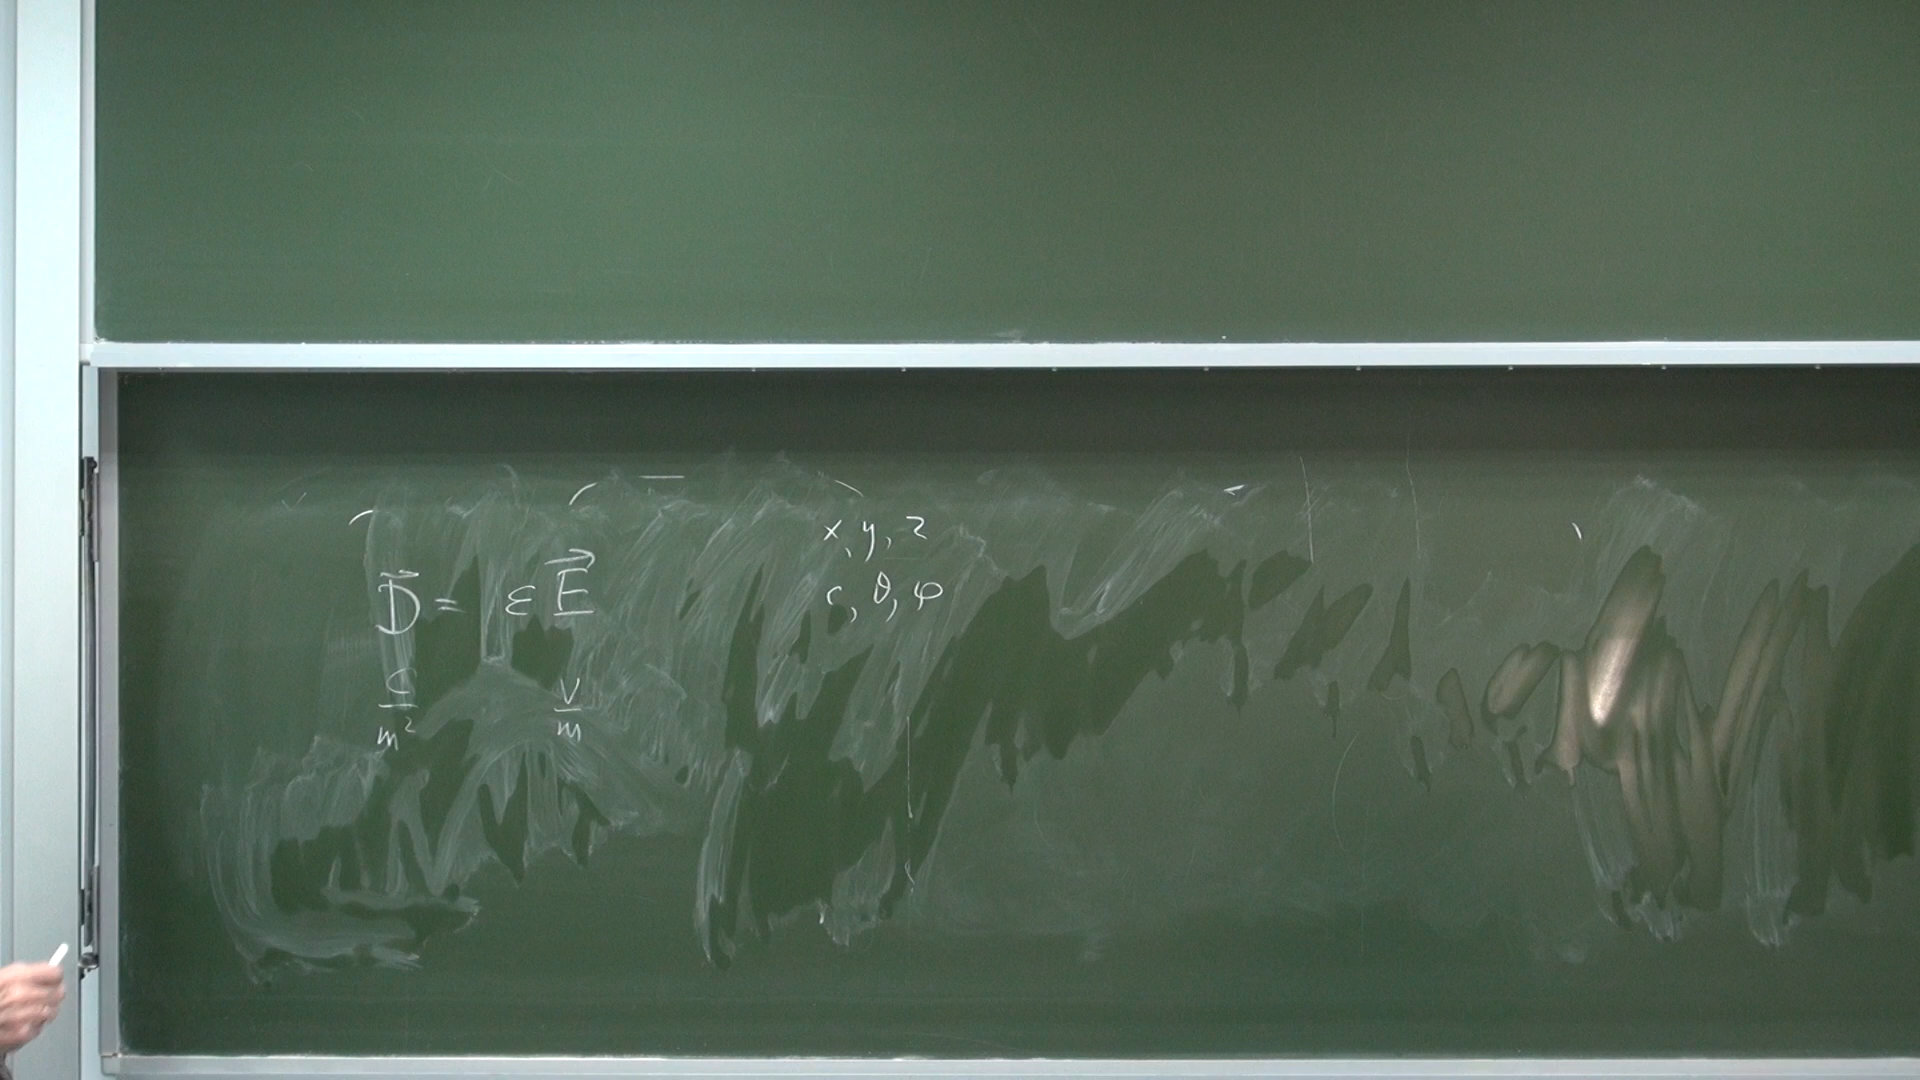 x, y, z
D⃗ = ε E⃗
r, θ, φ
C/m² V/m